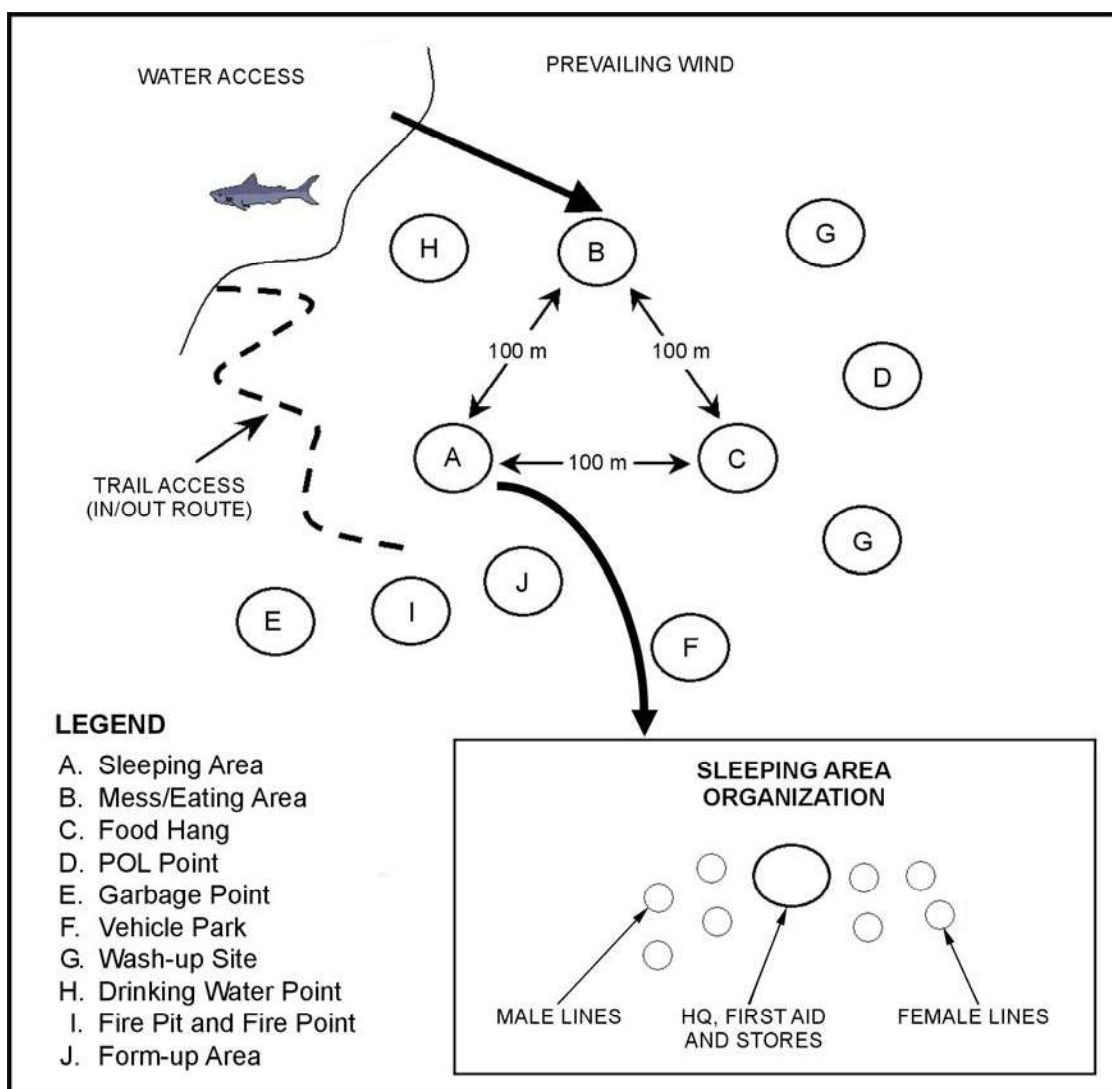 WATER ACCESS
PREVAILING WIND
H
B
G
100 m
100 m
D
A
100 m
C
TRAIL ACCESS
(IN/OUT ROUTE)
G
J
E
I
F
LEGEND
A. Sleeping Area
B. Mess/Eating Area
C. Food Hang
D. POL Point
E. Garbage Point
F. Vehicle Park
G. Wash-up Site
H. Drinking Water Point
I. Fire Pit and Fire Point
J. Form-up Area
SLEEPING AREA
ORGANIZATION
MALE LINES
HQ, FIRST AID
AND STORES
FEMALE LINES